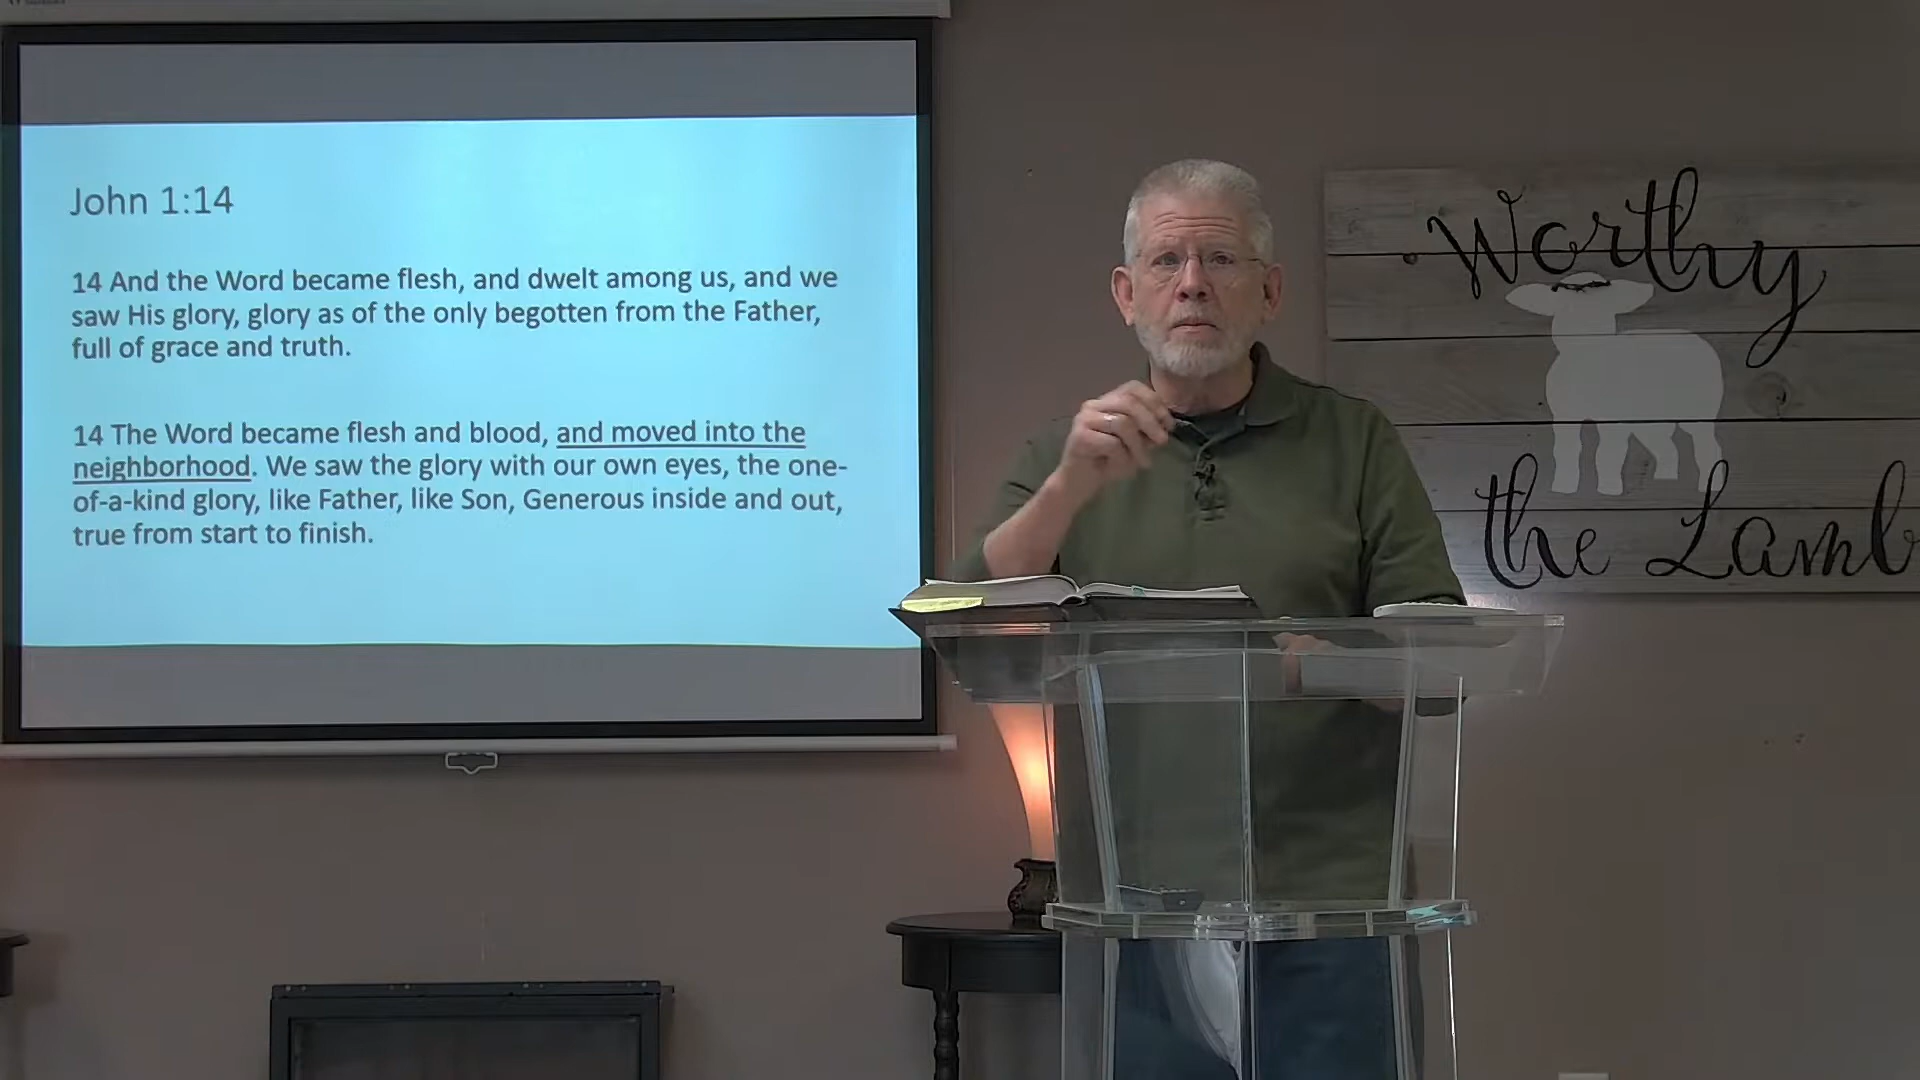 John 1:14
14 And the Word became flesh, and dwelt among us, and we
saw His glory, glory as of the only begotten from the Father,
full of grace and truth.
14 The Word became flesh and blood, and moved into the
neighborhood. We saw the glory with our own eyes, the one-
of-a-kind glory, like Father, like Son, Generous inside and out,
true from start to finish.
Worthy
the Lamb